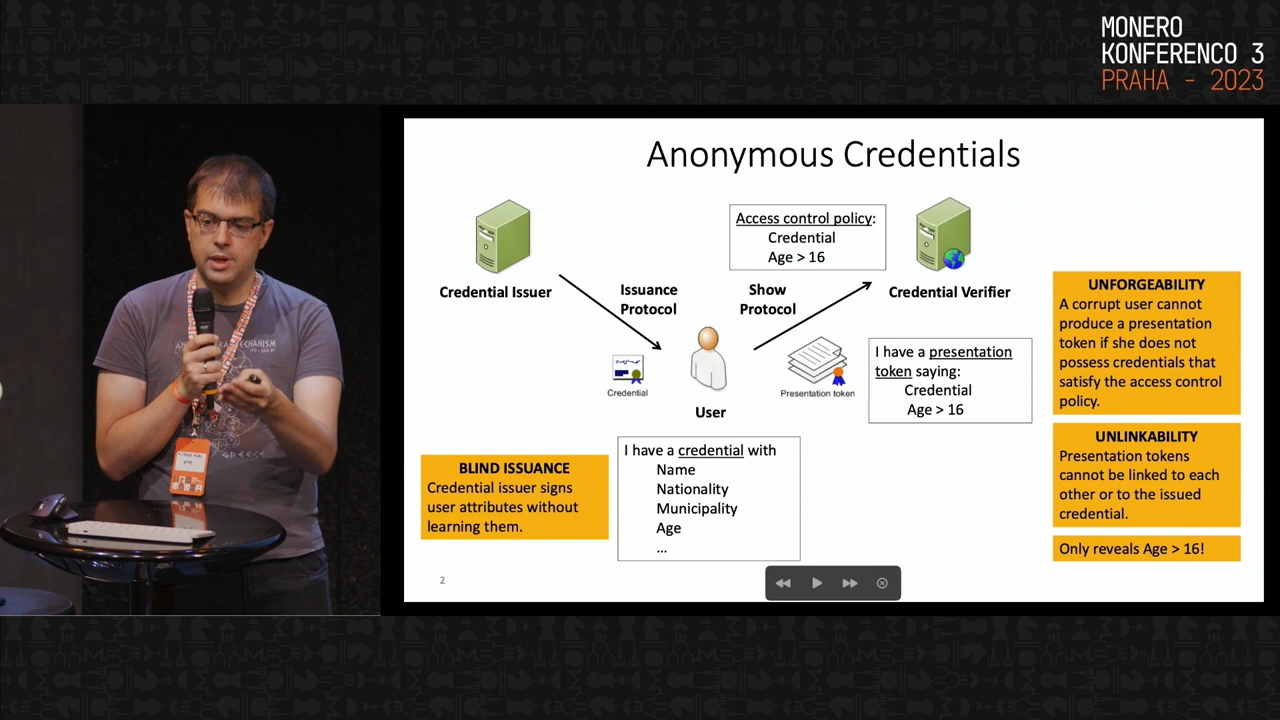 MONERO
KONFERENCO 3
PRAHA - 2023
Anonymous Credentials
Access control policy:
Credential
Age > 16
Credential Issuer
Issuance
Protocol
Show
Protocol
Credential Verifier
UNFORGEABILITY
A corrupt user cannot
produce a presentation
token if she does not
possess credentials that
satisfy the access control
policy.
I have a presentation
token saying:
Credential
Age > 16
Credential
Presentation token
User
UNLINKABILITY
Presentation tokens
cannot be linked to each
other or to the issued
credential.
I have a credential with
Name
Nationality
Municipality
Age
...
BLIND ISSUANCE
Credential issuer signs
user attributes without
learning them.
Only reveals Age > 16!
2